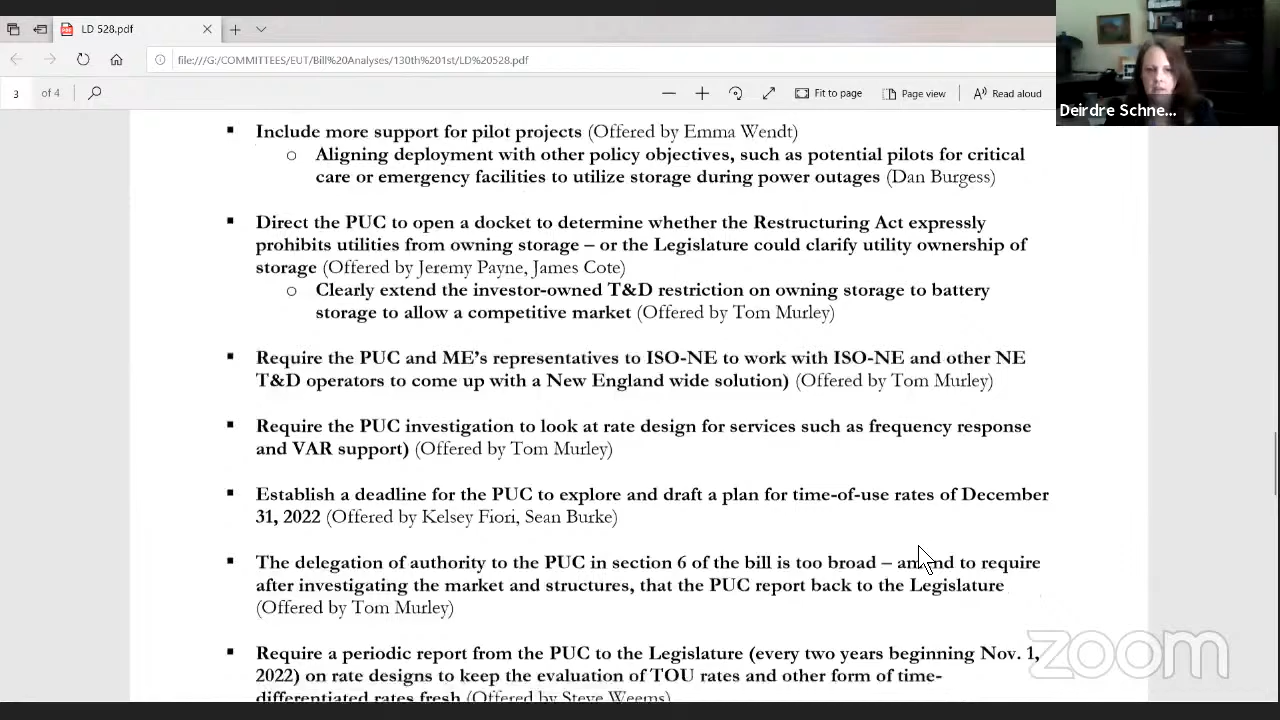 LD 528.pdf
file:///G:/COMMITTEES/EUT/Bill%20Analyses/130th%201st/LD%20528.pdf
3 of 4
Fit to page
Page view
Read aloud
Deirdre Schne...
▪ Include more support for pilot projects (Offered by Emma Wendt)
○ Aligning deployment with other policy objectives, such as potential pilots for critical
care or emergency facilities to utilize storage during power outages (Dan Burgess)
▪ Direct the PUC to open a docket to determine whether the Restructuring Act expressly
prohibits utilities from owning storage – or the Legislature could clarify utility ownership of
storage (Offered by Jeremy Payne, James Cote)
○ Clearly extend the investor-owned T&D restriction on owning storage to battery
storage to allow a competitive market (Offered by Tom Murley)
▪ Require the PUC and ME's representatives to ISO-NE to work with ISO-NE and other NE
T&D operators to come up with a New England wide solution) (Offered by Tom Murley)
▪ Require the PUC investigation to look at rate design for services such as frequency response
and VAR support) (Offered by Tom Murley)
▪ Establish a deadline for the PUC to explore and draft a plan for time-of-use rates of December
31, 2022 (Offered by Kelsey Fiori, Sean Burke)
▪ The delegation of authority to the PUC in section 6 of the bill is too broad – amend to require
after investigating the market and structures, that the PUC report back to the Legislature
(Offered by Tom Murley)
▪ Require a periodic report from the PUC to the Legislature (every two years beginning Nov. 1,
2022) on rate designs to keep the evaluation of TOU rates and other form of time-
differentiated rates fresh (Offered by Steve Weems)
zoom